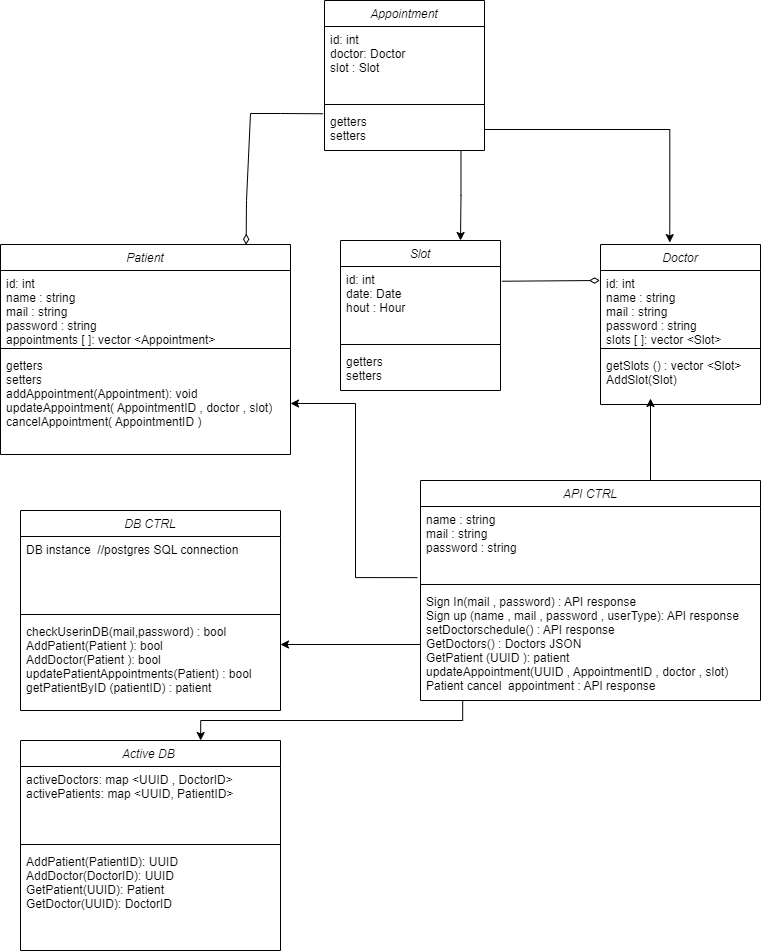 Appointment
id: int
doctor: Doctor
slot : Slot
getters
setters
Patient
id: int
name : string
mail : string
password : string
appointments [ ]: vector <Appointment>
getters
setters
addAppointment(Appointment): void
updateAppointment( AppointmentID , doctor , slot)
cancelAppointment( AppointmentID )
Slot
id: int
date: Date
hout : Hour
getters
setters
Doctor
id: int
name : string
mail : string
password : string
slots [ ]: vector <Slot>
getSlots () : vector <Slot>
AddSlot(Slot)
API CTRL
name : string
mail : string
password : string
Sign In(mail , password) : API response
Sign up (name , mail , password , userType): API response
setDoctorschedule() : API response
GetDoctors() : Doctors JSON
GetPatient (UUID ): patient
updateAppointment(UUID , AppointmentID , doctor , slot)
Patient cancel  appointment : API response
DB CTRL
DB instance  //postgres SQL connection
checkUserinDB(mail,password) : bool
AddPatient(Patient ): bool
AddDoctor(Patient ): bool
updatePatientAppointments(Patient) : bool
getPatientByID (patientID) : patient
Active DB
activeDoctors: map <UUID , DoctorID>
activePatients: map <UUID, PatientID>
AddPatient(PatientID): UUID
AddDoctor(DoctorID): UUID
GetPatient(UUID): Patient
GetDoctor(UUID): DoctorID